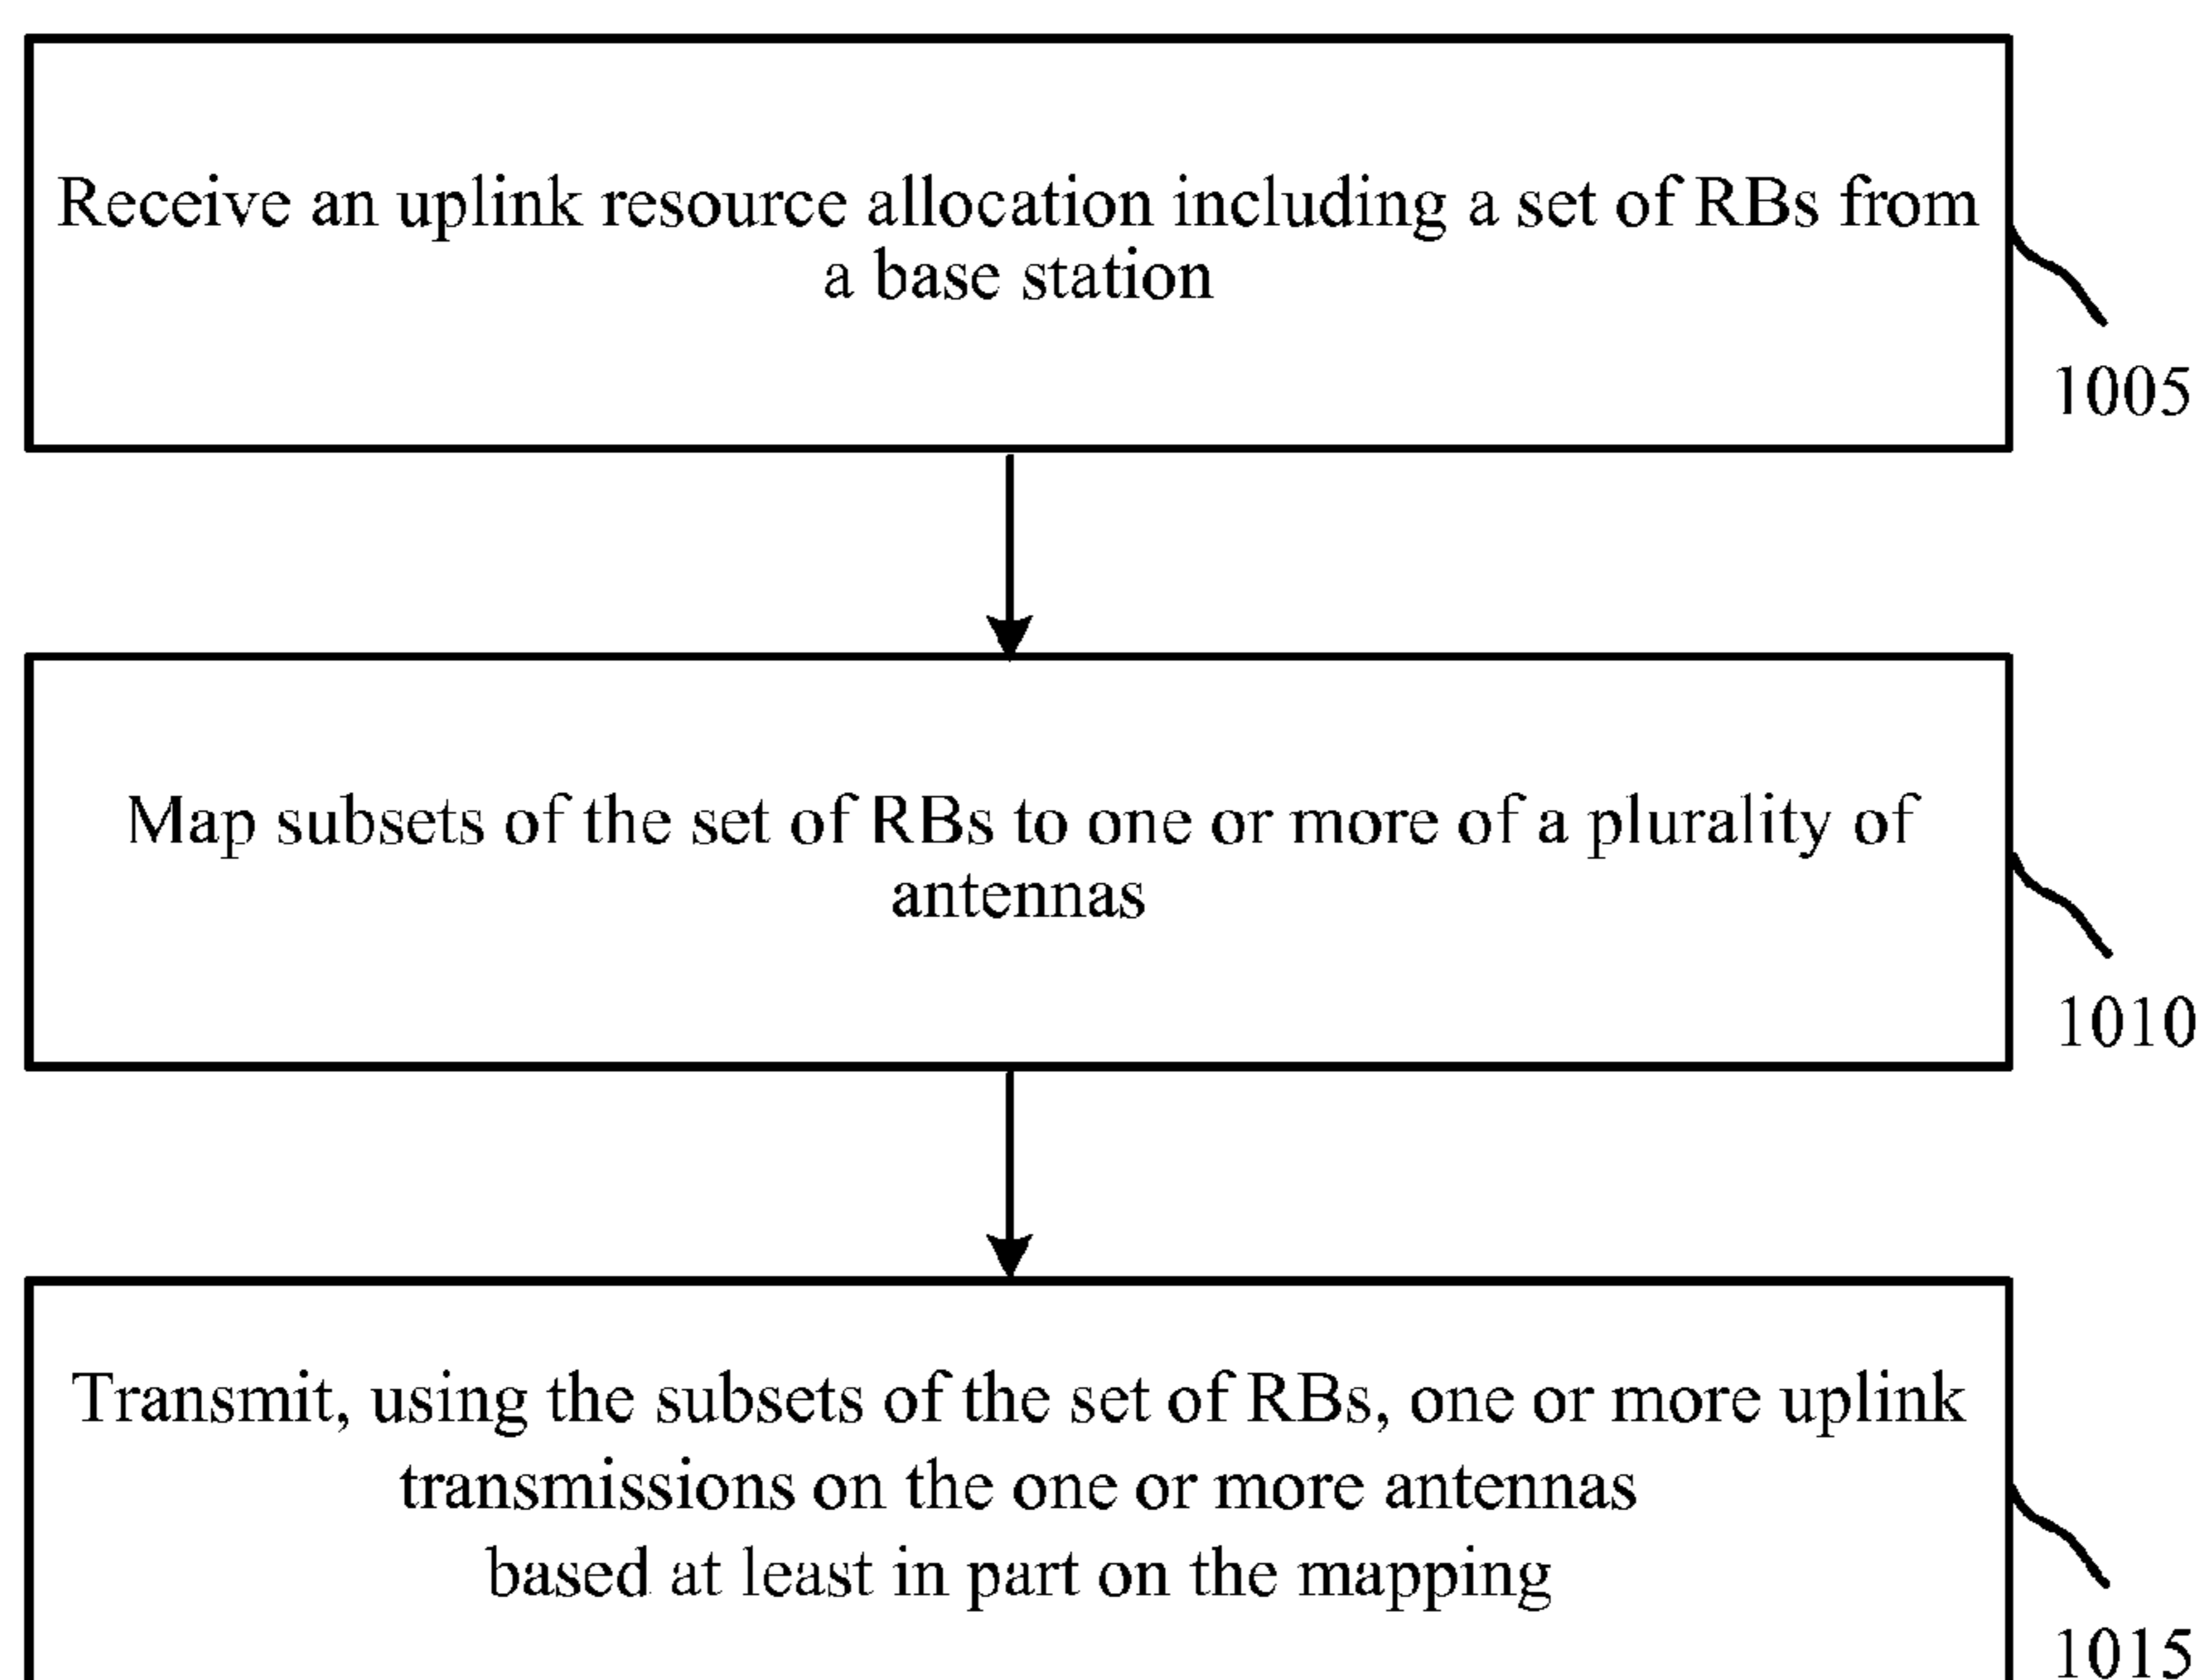 Receive an uplink resource allocation including a set of RBs from
a base station
1005
Map subsets of the set of RBs to one or more of a plurality of
antennas
1010
Transmit, using the subsets of the set of RBs, one or more uplink
transmissions on the one or more antennas
based at least in part on the mapping
1015